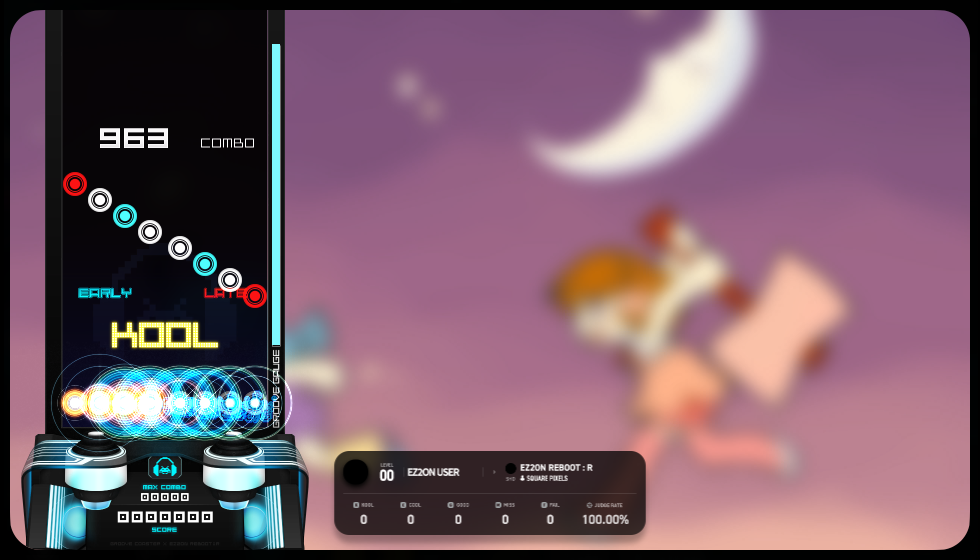 963 COMBO
EARLY LATE
KOOL
GROOVE GAUGE
MAX COMBO
SCORE
LEVEL
00 EZ2ON USER
EZ2ON REBOOT : R
SQUARE PIXELS
KOOL COOL GOOD MISS FAIL JUDGE RATE
0 0 0 0 0 100.00%